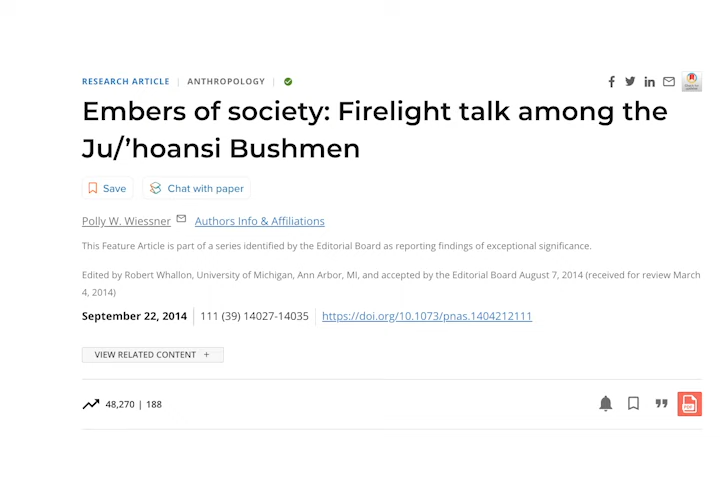 RESEARCH ARTICLE | ANTHROPOLOGY |
Embers of society: Firelight talk among the
Ju/’hoansi Bushmen
Save Chat with paper
Polly W. Wiessner Authors Info & Affiliations
This Feature Article is part of a series identified by the Editorial Board as reporting findings of exceptional significance.
Edited by Robert Whallon, University of Michigan, Ann Arbor, MI, and accepted by the Editorial Board August 7, 2014 (received for review March
4, 2014)
September 22, 2014 | 111 (39) 14027-14035 | https://doi.org/10.1073/pnas.1404212111
VIEW RELATED CONTENT +
48,270 | 188
PDF